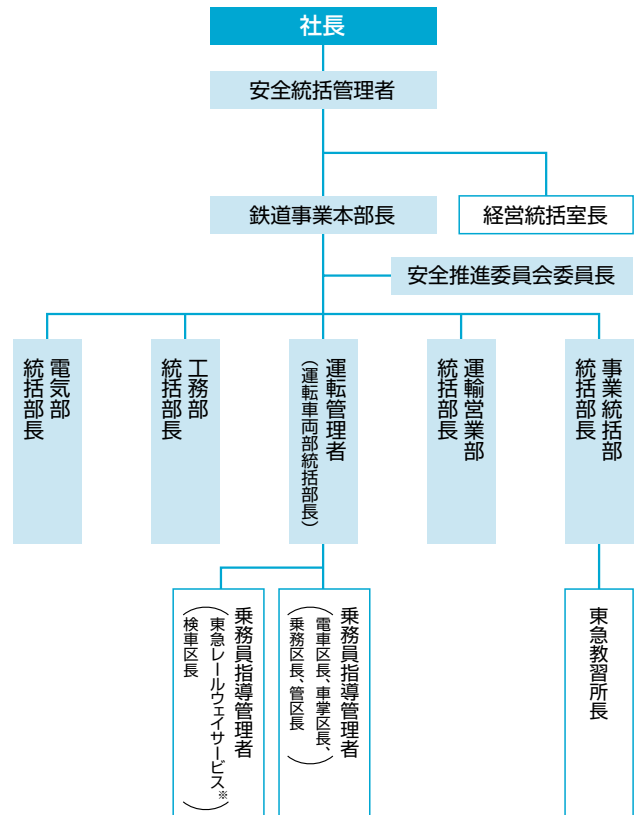 社長
安全統括管理者
鉄道事業本部長
経営統括室長
安全推進委員会委員長
電気部
統括部長
工務部
統括部長
運転管理者
（運転車両部統括部長）
運輸営業部
統括部長
事業統括部
統括部長
乗務員指導管理者
（東急レールウェイサービス※
検車区長）
乗務員指導管理者
（電車区長、車掌区長、
乗務区長、管区長）
東急教習所長